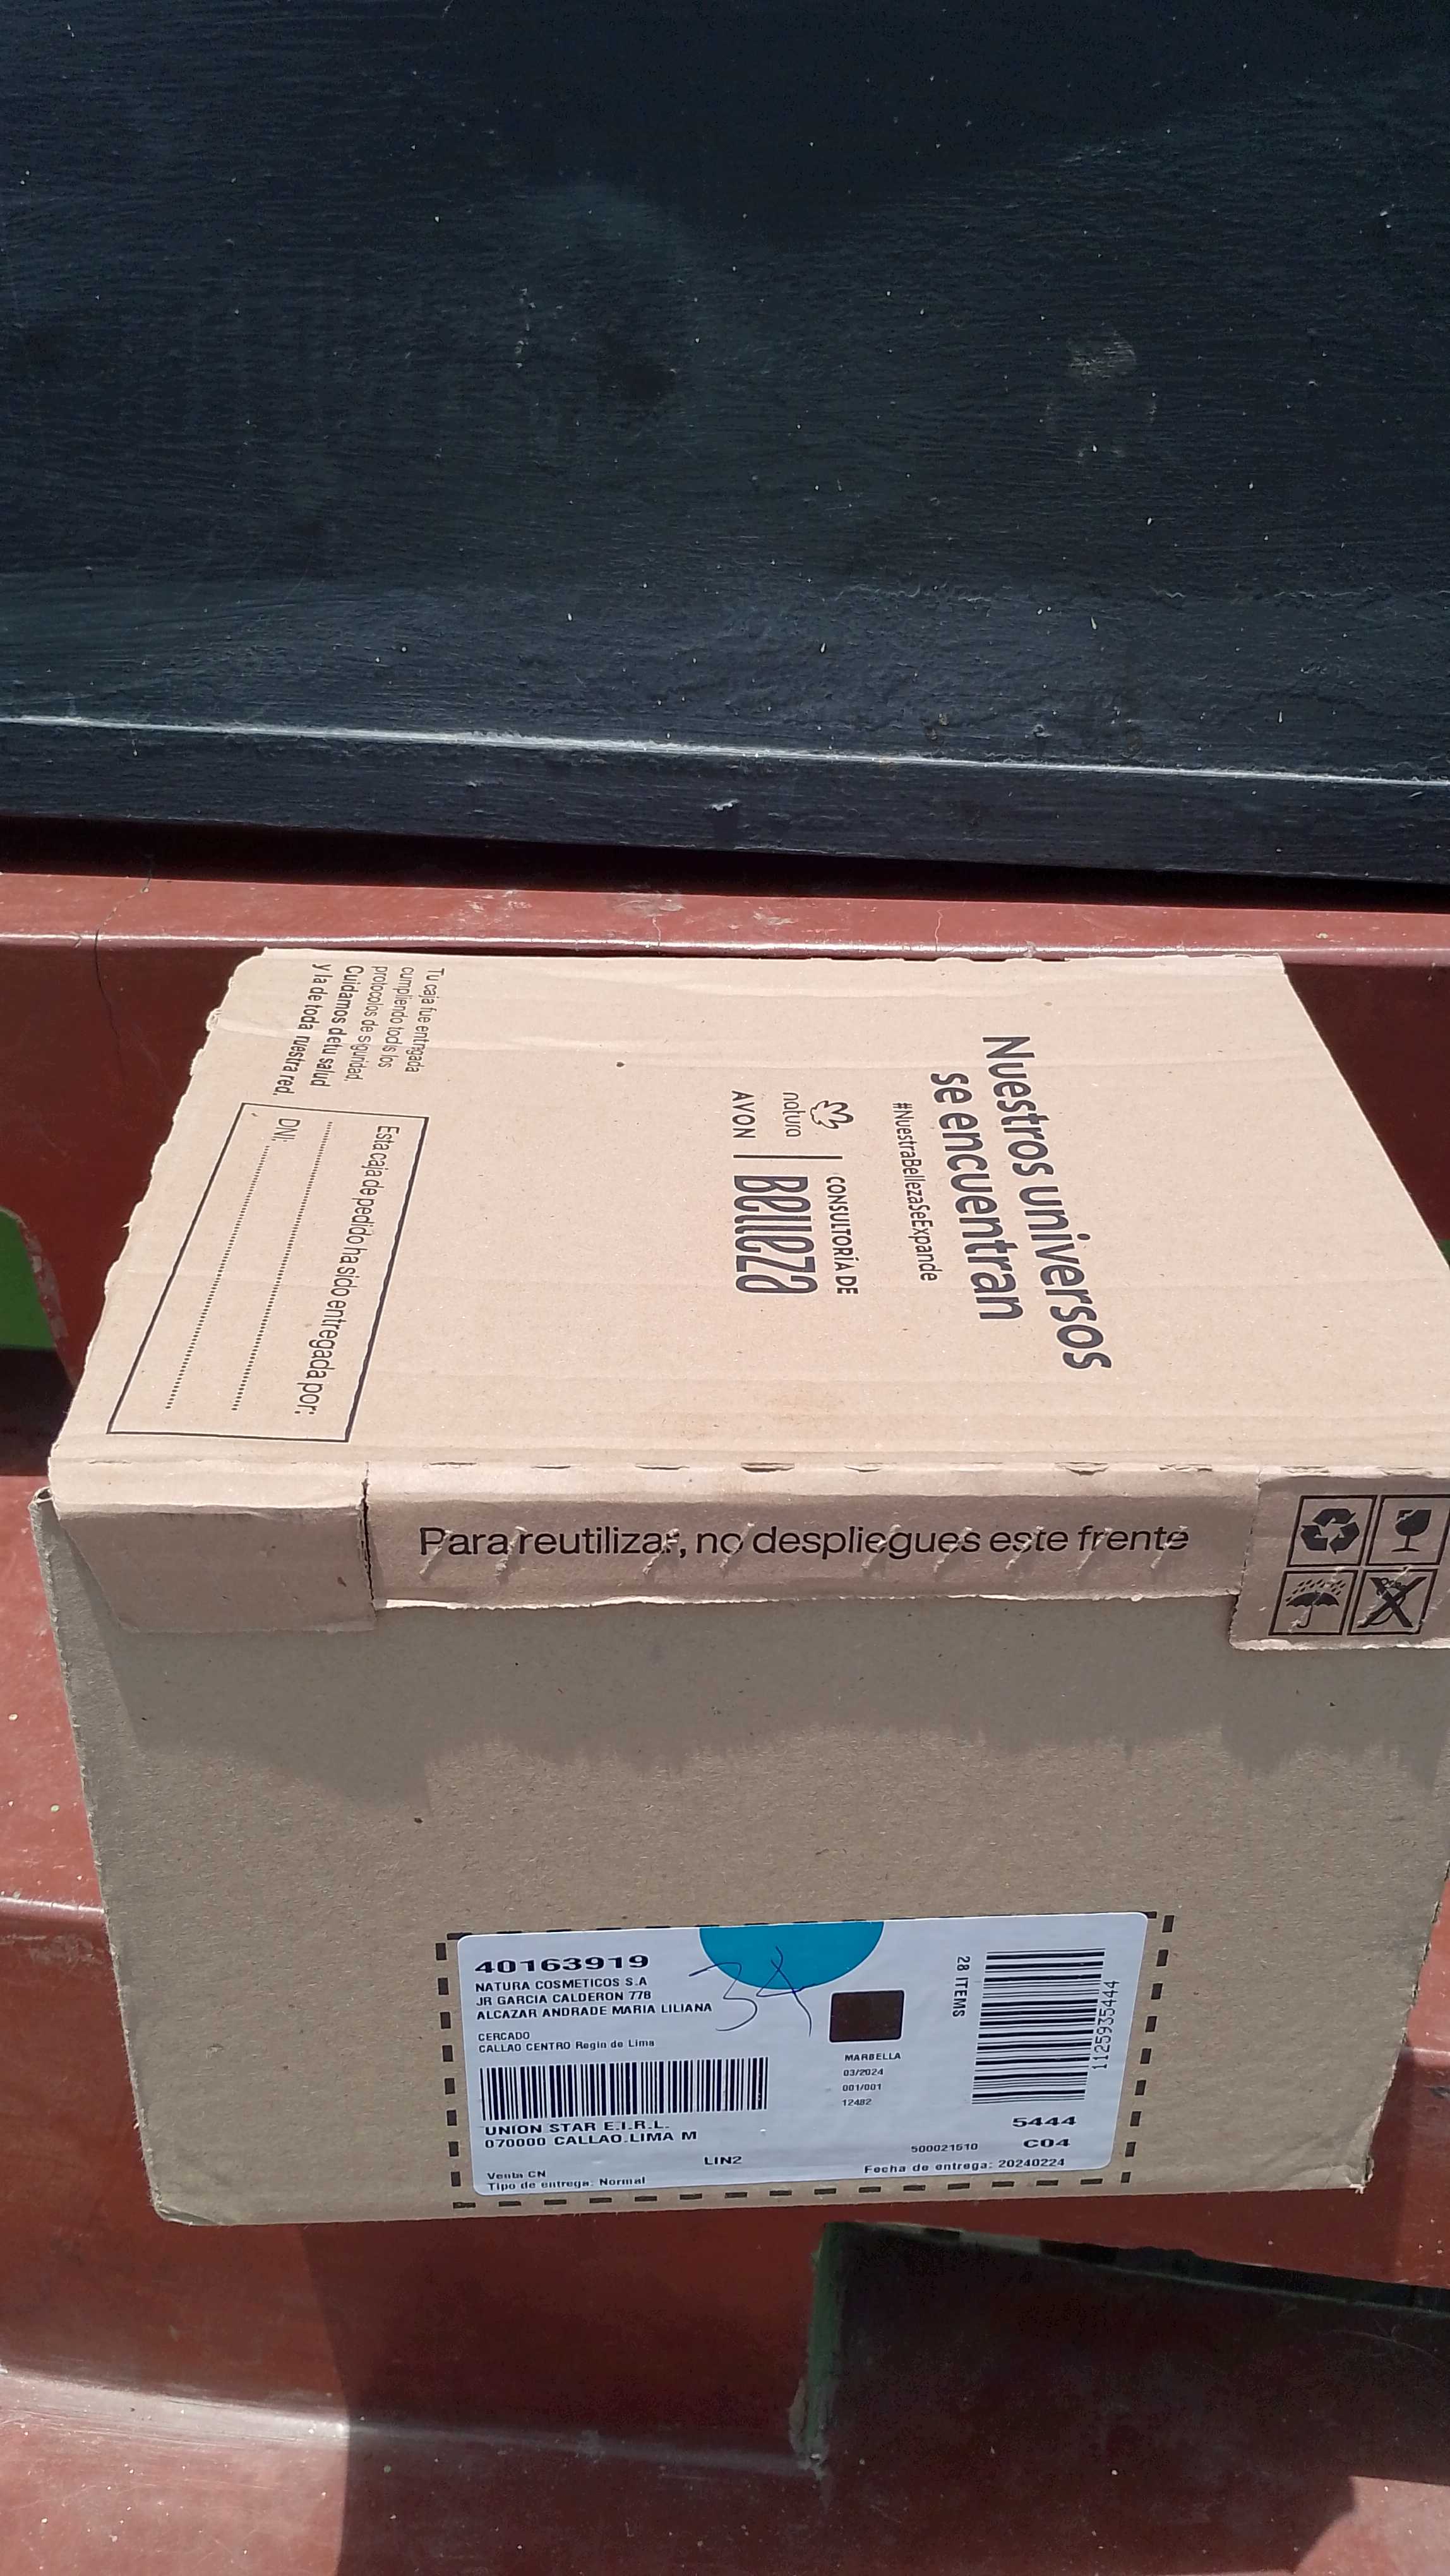 Nuestros universos
se encuentran
#NuestraBellezaSeExpande
natura
AVON
CONSULTORÍA DE
Belleza
Tu caja fue entregada
cumpliendo todos los
protocolos de seguridad.
Cuidamos de tu salud
y la de toda nuestra red.
Esta caja de pedido ha sido entregada por:
DNI:
Para reutilizar, no despliegues este frente
40163919
NATURA COSMETICOS S.A
JR GARCIA CALDERON 778
ALCAZAR ANDRADE MARIA LILIANA
CERCADO
CALLAO CENTRO Regin de Lima
UNION STAR E.I.R.L.
070000 CALLAO.LIMA M
LIN2
Venta CN
Tipo de entrega: Normal
34
MARBELLA
03/2024
001/001
12482
28 ITEMS
1125935444
5444
500021510 C04
Fecha de entrega: 20240224